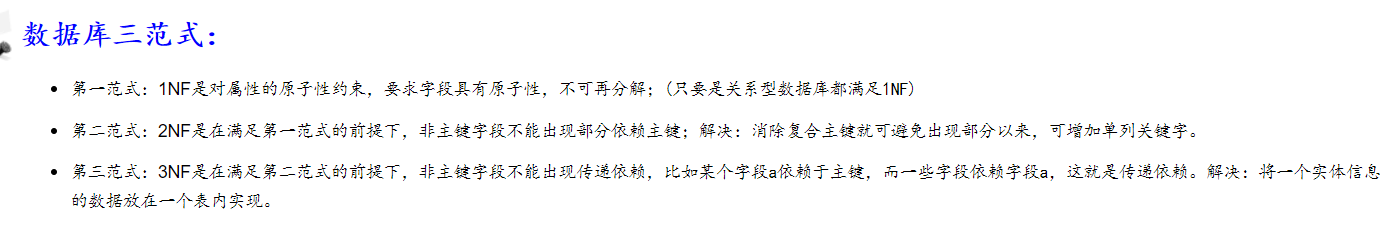 数据库三范式：
• 第一范式：1NF是对属性的原子性约束，要求字段具有原子性，不可再分解；(只要是关系型数据库都满足1NF)
• 第二范式：2NF是在满足第一范式的前提下，非主键字段不能出现部分依赖主键；解决：消除复合主键就可避免出现部分以来，可增加单列关键字。
• 第三范式：3NF是在满足第二范式的前提下，非主键字段不能出现传递依赖，比如某个字段a依赖于主键，而一些字段依赖字段a，这就是传递依赖。解决：将一个实体信息
的数据放在一个表内实现。